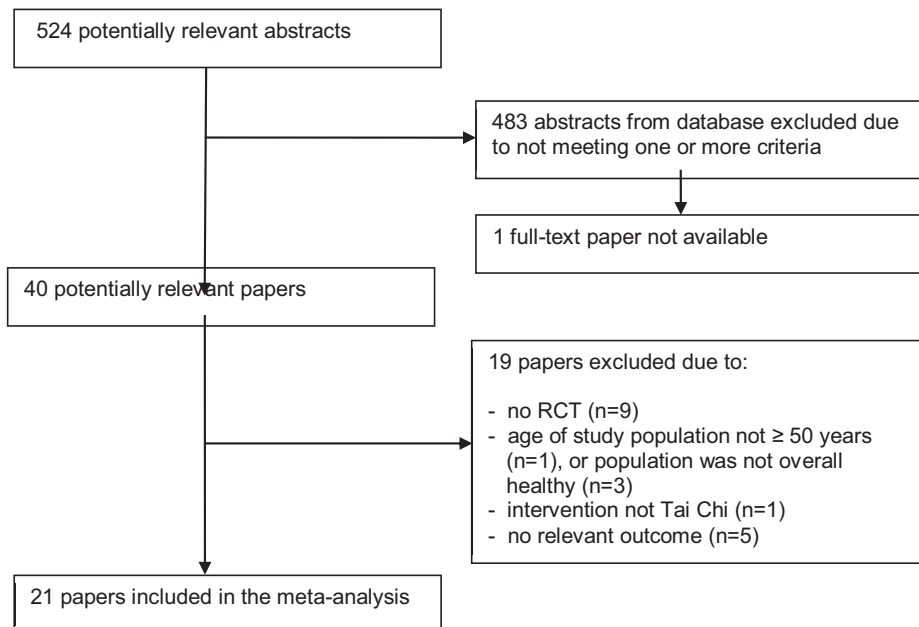 524 potentially relevant abstracts
483 abstracts from database excluded due
to not meeting one or more criteria
1 full-text paper not available
40 potentially relevant papers
19 papers excluded due to:
- no RCT (n=9)
- age of study population not ≥ 50 years
(n=1), or population was not overall
healthy (n=3)
- intervention not Tai Chi (n=1)
- no relevant outcome (n=5)
21 papers included in the meta-analysis